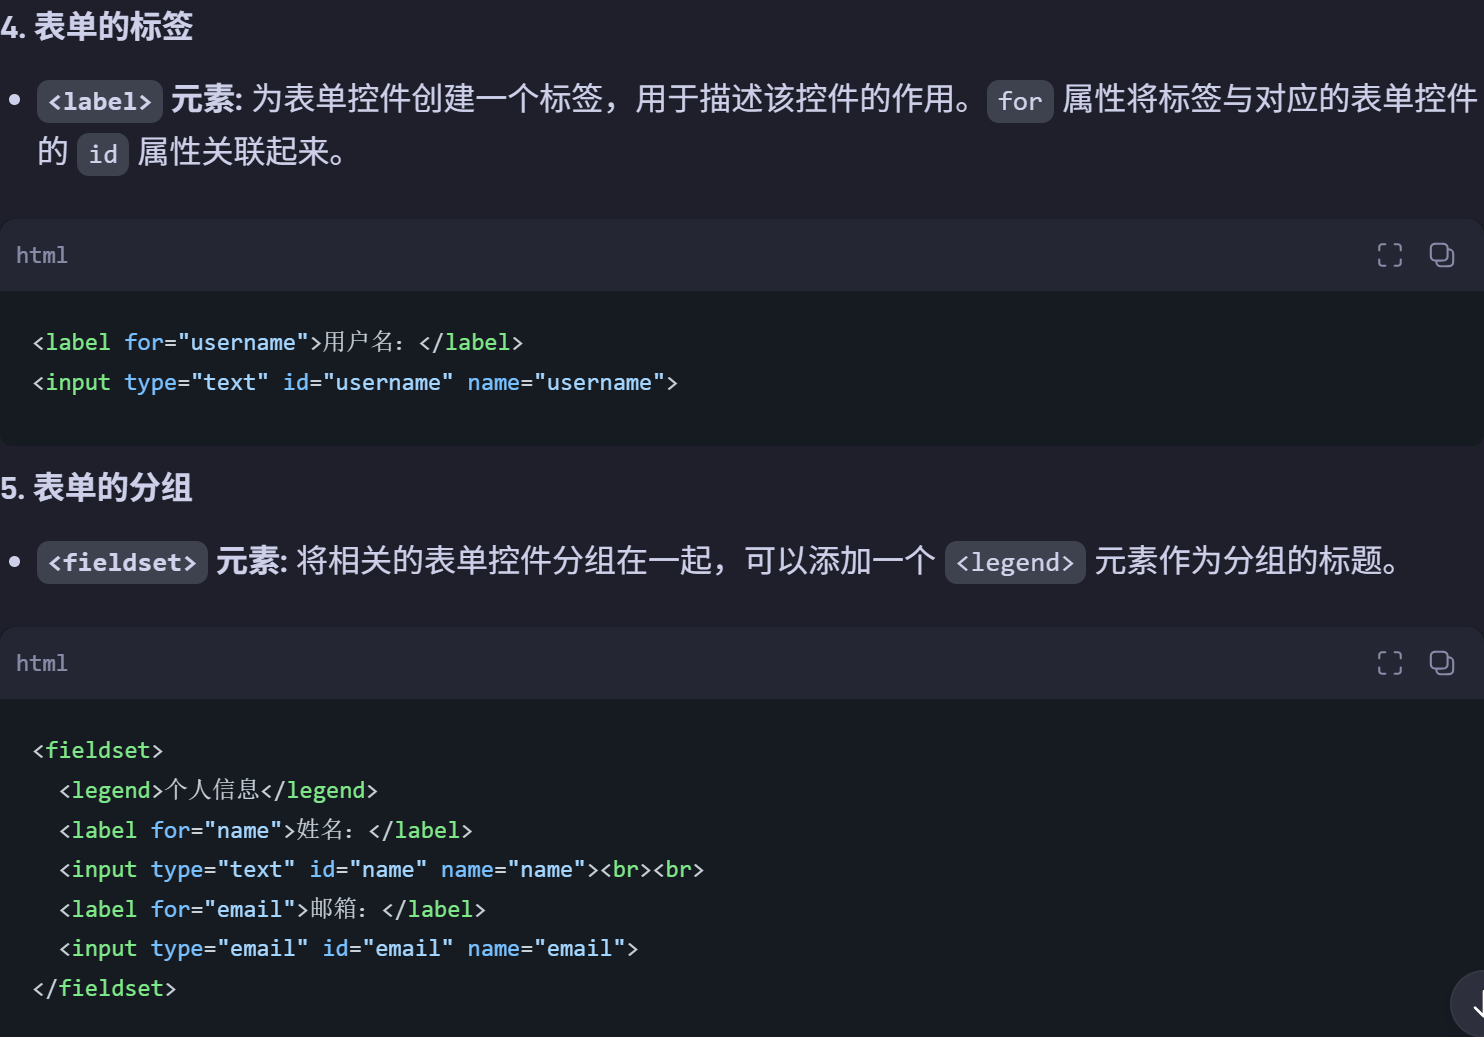 4. 表单的标签
• <label> 元素: 为表单控件创建一个标签，用于描述该控件的作用。 for 属性将标签与对应的表单控件
的 id 属性关联起来。
html
<label for="username">用户名：</label>
<input type="text" id="username" name="username">
5. 表单的分组
• <fieldset> 元素: 将相关的表单控件分组在一起，可以添加一个 <legend> 元素作为分组的标题。
html
<fieldset>
  <legend>个人信息</legend>
  <label for="name">姓名：</label>
  <input type="text" id="name" name="name"><br><br>
  <label for="email">邮箱：</label>
  <input type="email" id="email" name="email">
</fieldset>